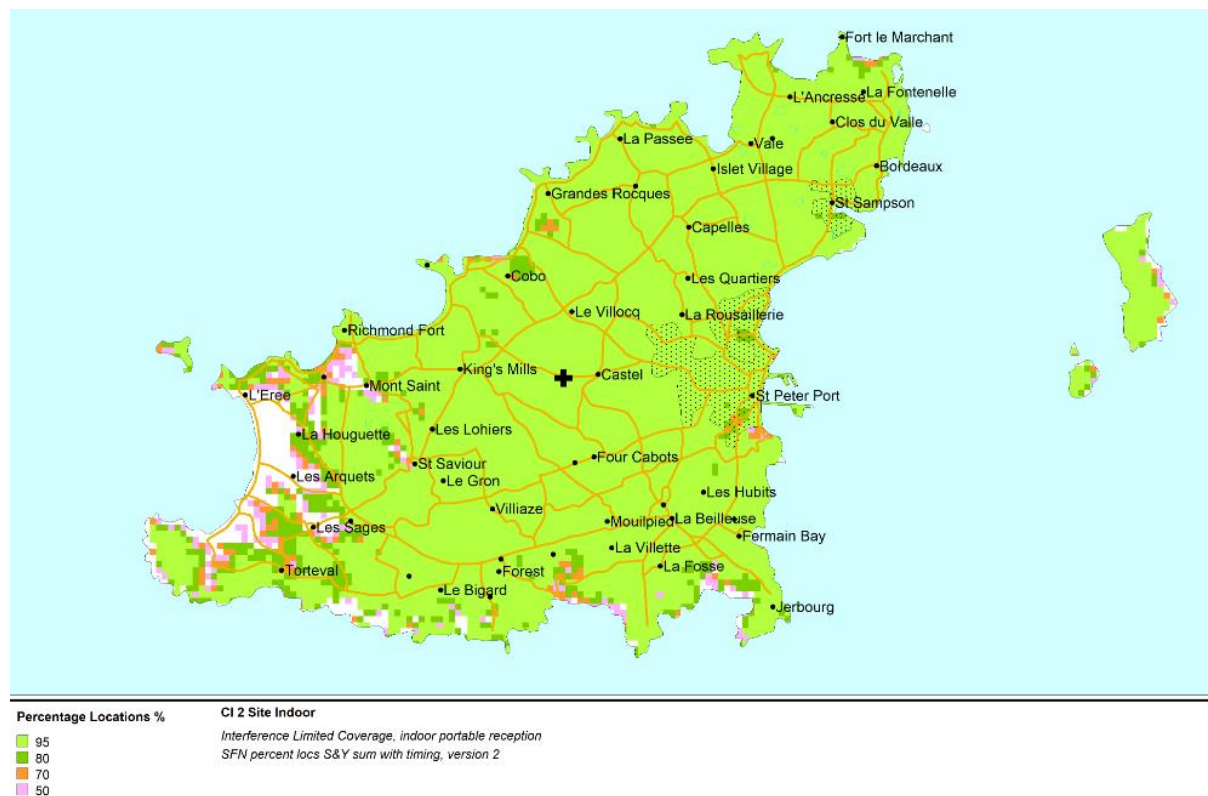 Fort le Marchant
L'Ancresse
La Fontenelle
Clos du Valle
La Passee
Vale
Islet Village
Bordeaux
Grandes Rocques
St Sampson
Capelles
Cobo
Les Quartiers
Le Villocq
La Rousaillerie
Richmond Fort
King's Mills
Castel
Mont Saint
L'Eree
St Peter Port
La Houguette
Les Lohiers
Four Cabots
St Saviour
Les Arquets
Le Gron
Les Hubits
Villiaze
Mouilpied
La Beilleuse
Les Sages
Fermain Bay
La Villette
Torteval
Forest
La Fosse
Le Bigard
Jerbourg
Percentage Locations %
95
80
70
50
CI 2 Site Indoor
Interference Limited Coverage, indoor portable reception
SFN percent locs S&Y sum with timing, version 2